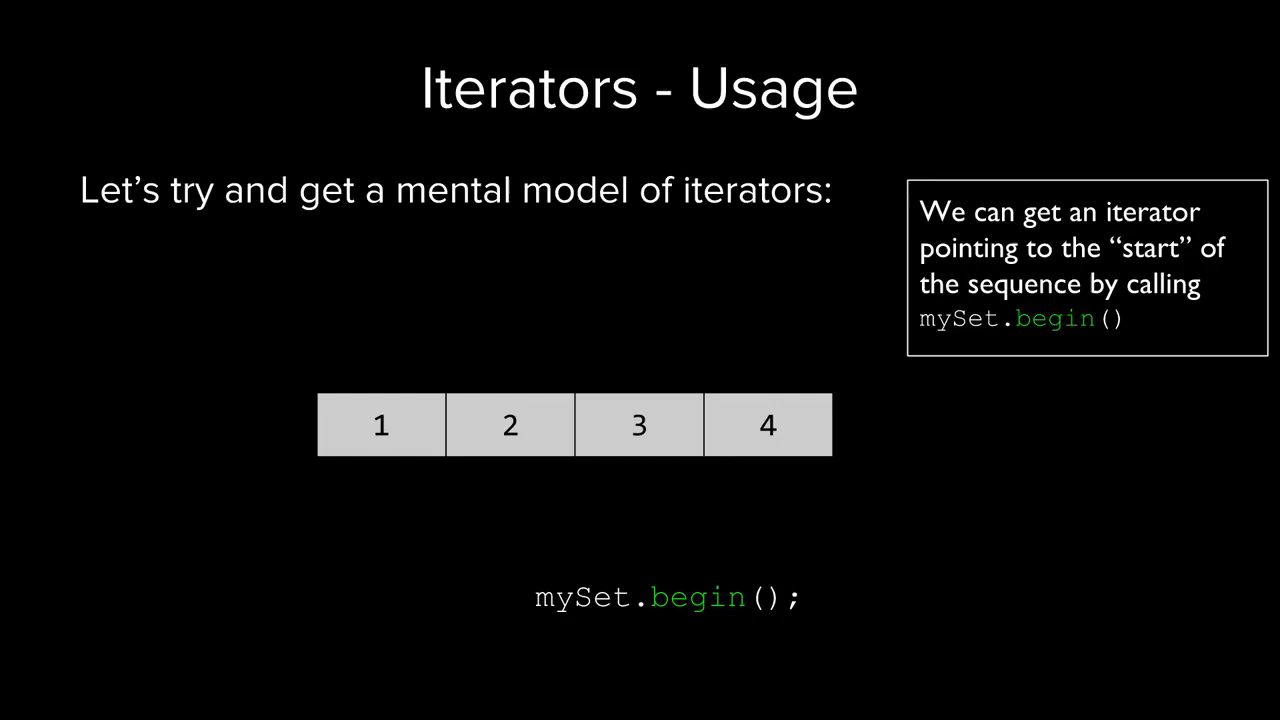 Iterators - Usage
Let’s try and get a mental model of iterators:
We can get an iterator
pointing to the “start” of
the sequence by calling
mySet.begin()
1 2 3 4
mySet.begin();